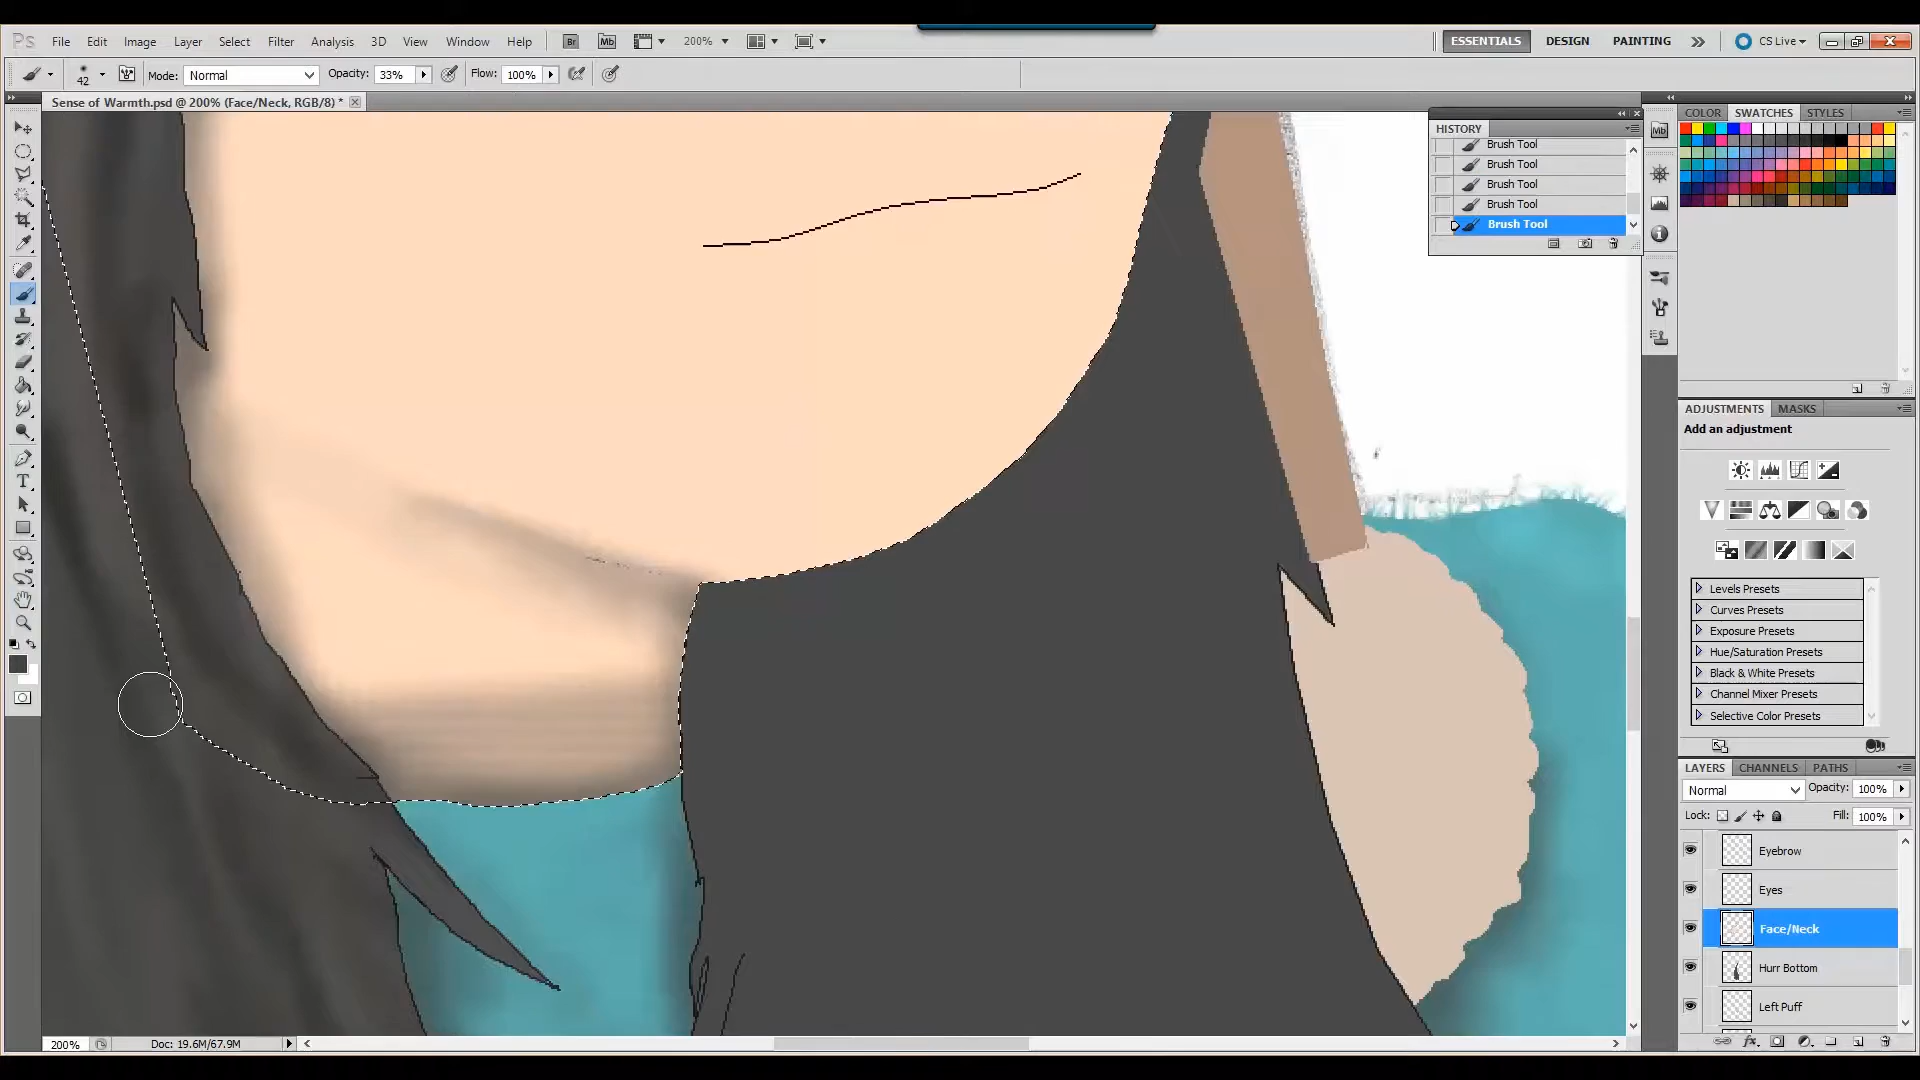 Ps File Edit Image Layer Select Filter Analysis 3D View Window Help Br Mb 200% ESSENTIALS DESIGN PAINTING CS Live
42 Mode: Normal Opacity: 33% Flow: 100%
Sense of Warmth.psd @ 200% (Face/Neck, RGB/8) *
HISTORY
Brush Tool
Brush Tool
Brush Tool
Brush Tool
Brush Tool
Mb
COLOR SWATCHES STYLES
ADJUSTMENTS MASKS
Add an adjustment
Levels Presets
Curves Presets
Exposure Presets
Hue/Saturation Presets
Black & White Presets
Channel Mixer Presets
Selective Color Presets
LAYERS CHANNELS PATHS
Normal Opacity: 100%
Lock: Fill: 100%
Eyebrow
Eyes
Face/Neck
Hurr Bottom
Left Puff
200% Doc: 19.6M/67.9M